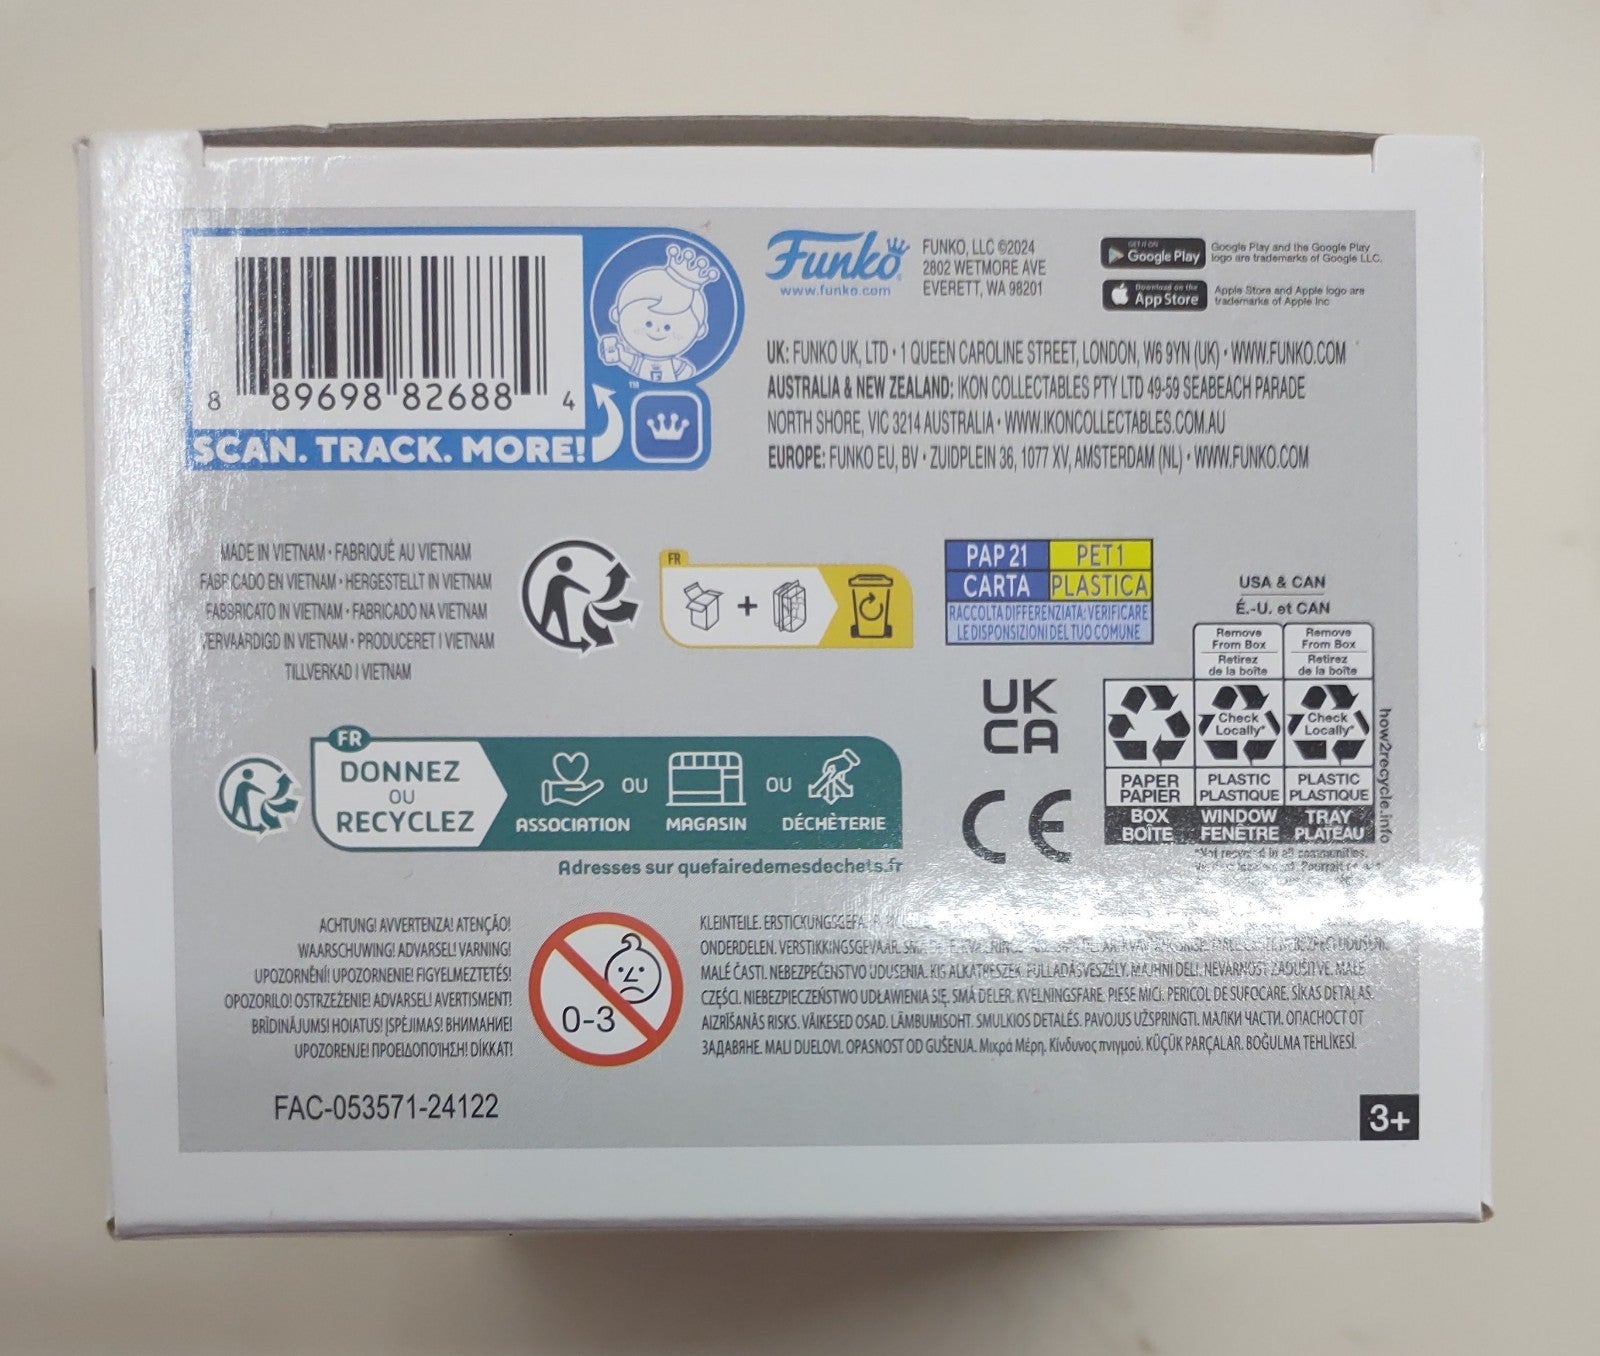 8 89698 82688 4
SCAN. TRACK. MORE!
™
Funko
www.funko.com
FUNKO, LLC ©2024
2802 WETMORE AVE
EVERETT, WA 98201
GET IT ON
Google Play
Google Play and the Google Play
logo are trademarks of Google LLC.
Download on the
App Store
Apple Store and Apple logo are
trademarks of Apple Inc
UK: FUNKO UK, LTD • 1 QUEEN CAROLINE STREET, LONDON, W6 9YN (UK) • WWW.FUNKO.COM
AUSTRALIA & NEW ZEALAND: IKON COLLECTABLES PTY LTD 49-59 SEABEACH PARADE
NORTH SHORE, VIC 3214 AUSTRALIA • WWW.IKONCOLLECTABLES.COM.AU
EUROPE: FUNKO EU, BV • ZUIDPLEIN 36, 1077 XV, AMSTERDAM (NL) • WWW.FUNKO.COM
MADE IN VIETNAM • FABRIQUÉ AU VIETNAM
FABRICADO EN VIETNAM • HERGESTELLT IN VIETNAM
FABBRICATO IN VIETNAM • FABRICADO NA VIETNAM
VERVAARDIGD IN VIETNAM • PRODUCERET I VIETNAM
TILLVERKAD I VIETNAM
FR
+
PAP 21 PET1
CARTA PLASTICA
RACCOLTA DIFFERENZIATA: VERIFICARE
LE DISPOSIZIONI DEL TUO COMUNE
USA & CAN
É.-U. et CAN
Remove
From Box
Retirez
de la boîte
Remove
From Box
Retirez
de la boîte
Check
Locally*
Check
Locally*
PAPER
PAPIER
PLASTIC
PLASTIQUE
PLASTIC
PLASTIQUE
BOX
BOÎTE
WINDOW
FENÊTRE
TRAY
PLATEAU
how2recycle.info
UK
CA
CE
FR
DONNEZ
OU
RECYCLEZ
ASSOCIATION
OU
MAGASIN
OU
DÉCHÈTERIE
Adresses sur quefairedemesdechets.fr
*Not in all communities.
ACHTUNG! AVVERTENZA! ATENÇÃO!
WAARSCHUWING! ADVARSEL! VARNING!
UPOZORNĚNÍ! UPOZORNENIE! FIGYELMEZTETÉS!
OPOZORILO! OSTRZEŻENIE! ADVARSEL! AVERTISMENT!
BRĪDINĀJUMS! HOIATUS! ĮSPĖJIMAS! ВНИМАНИЕ!
UPOZORENJE! ΠΡΟΕΙΔΟΠΟΊΗΣΗ! DİKKAT!
0-3
KLEINTEILE. ERSTICKUNGSGEFA
ONDERDELEN. VERSTIKKINGSGEVAAR.
MALÉ ČASTI. NEBEZPEČENSTVO UDUSENIA. KIS ALKATRÉSZEK. FULLADÁSVESZÉLY. MAJHNI DELI. NEVARNOST ZADUŠITVE. MAŁE
CZĘŚCI. NIEBEZPIECZEŃSTWO UDŁAWIENIA SIĘ. SMÅ DELER. KVELNINGSFARE. PIESE MICI. PERICOL DE SUFOCARE. SĪKAS DETAĻAS.
AIZRĪŠANĀS RISKS. VÄIKESED OSAD. LÄMBUMISOHT. SMULKIOS DETALĖS. PAVOJUS UŽSPRINGTI. МАЛКИ ЧАСТИ. ОПАСНОСТ ОТ
ЗАДАВЯНЕ. MALI DIJELOVI. OPASNOST OD GUŠENJA. Μικρά Μέρη. Κίνδυνος πνιγμού. KÜÇÜK PARÇALAR. BOĞULMA TEHLİKESİ.
FAC-053571-24122
3+